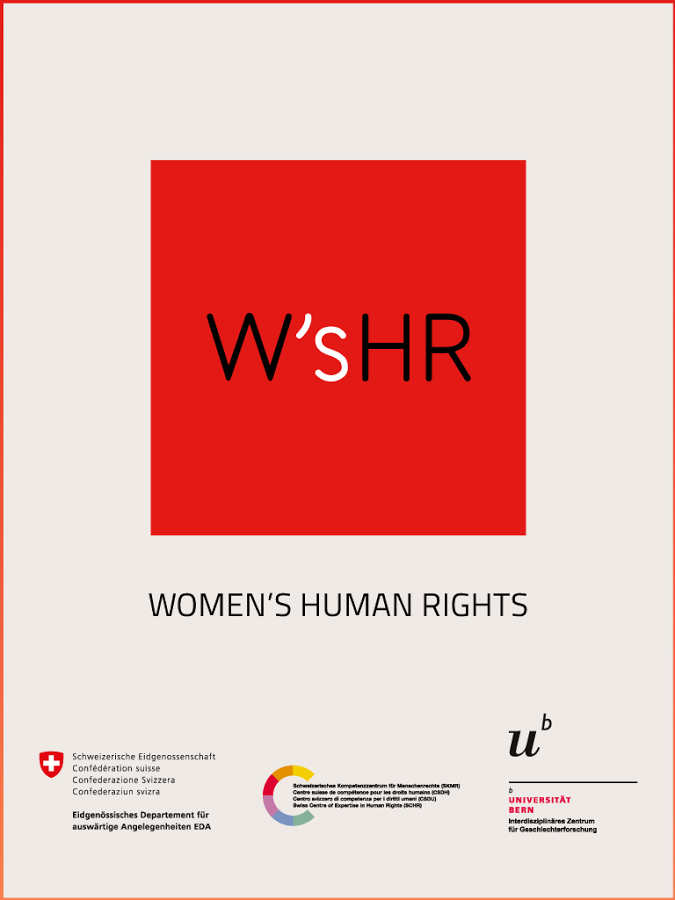 W'sHR
WOMEN'S HUMAN RIGHTS
Schweizerische Eidgenossenschaft
Confédération suisse
Confederazione Svizzera
Confederaziun svizra
Eidgenössisches Departement für
auswärtige Angelegenheiten EDA
Schweizerisches Kompetenzzentrum für Menschenrechte (SKMR)
Centre suisse de compétence pour les droits humains (CSDH)
Centro svizzero di competenza per i diritti umani (CSDU)
Swiss Centre of Expertise in Human Rights (SCHR)
u b
b
UNIVERSITÄT
BERN
Interdisziplinäres Zentrum
für Geschlechterforschung